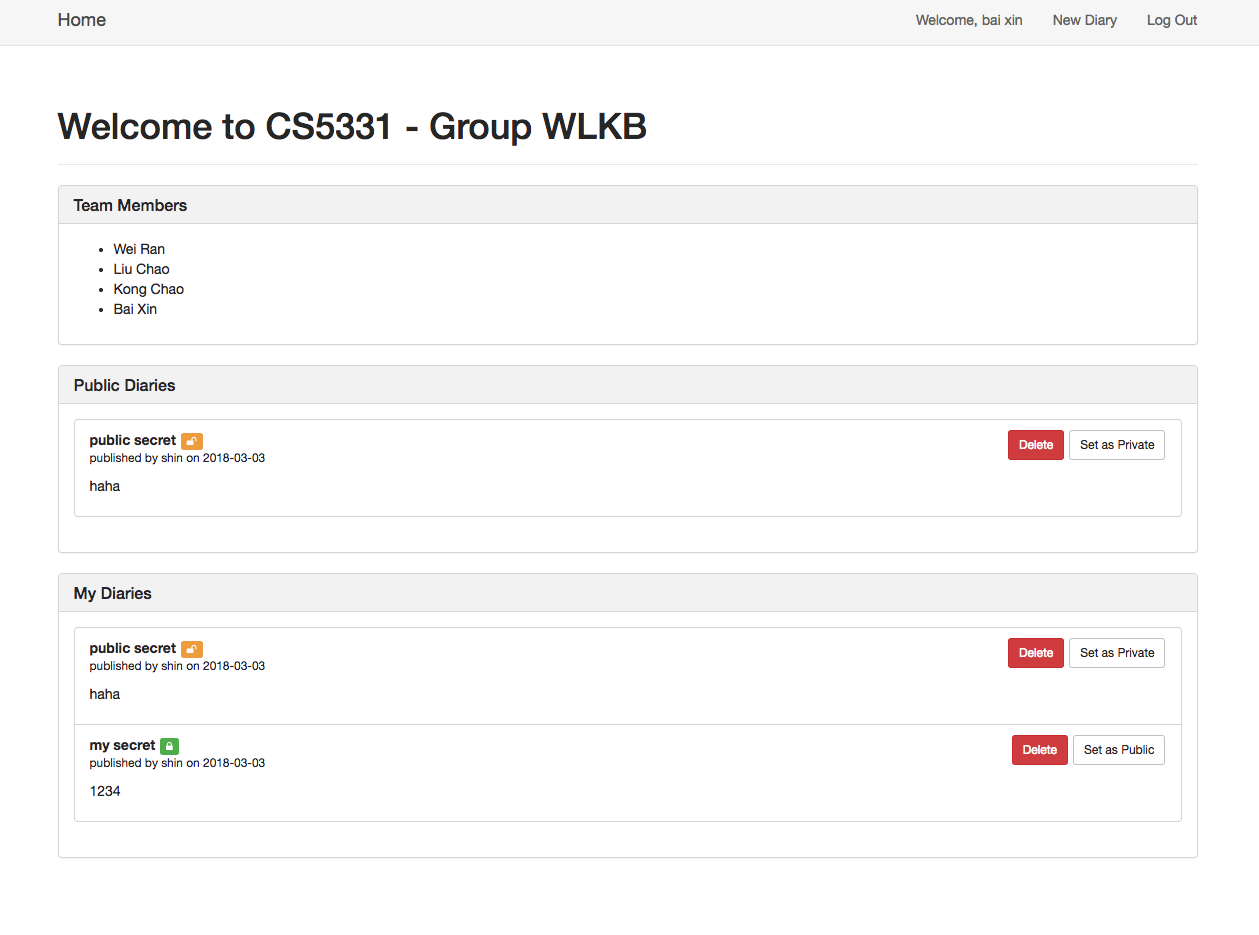 Home Welcome, bai xin New Diary Log Out
Welcome to CS5331 - Group WLKB
Team Members
Wei Ran
Liu Chao
Kong Chao
Bai Xin
Public Diaries
public secret Delete Set as Private
published by shin on 2018-03-03
haha
My Diaries
public secret Delete Set as Private
published by shin on 2018-03-03
haha
my secret Delete Set as Public
published by shin on 2018-03-03
1234